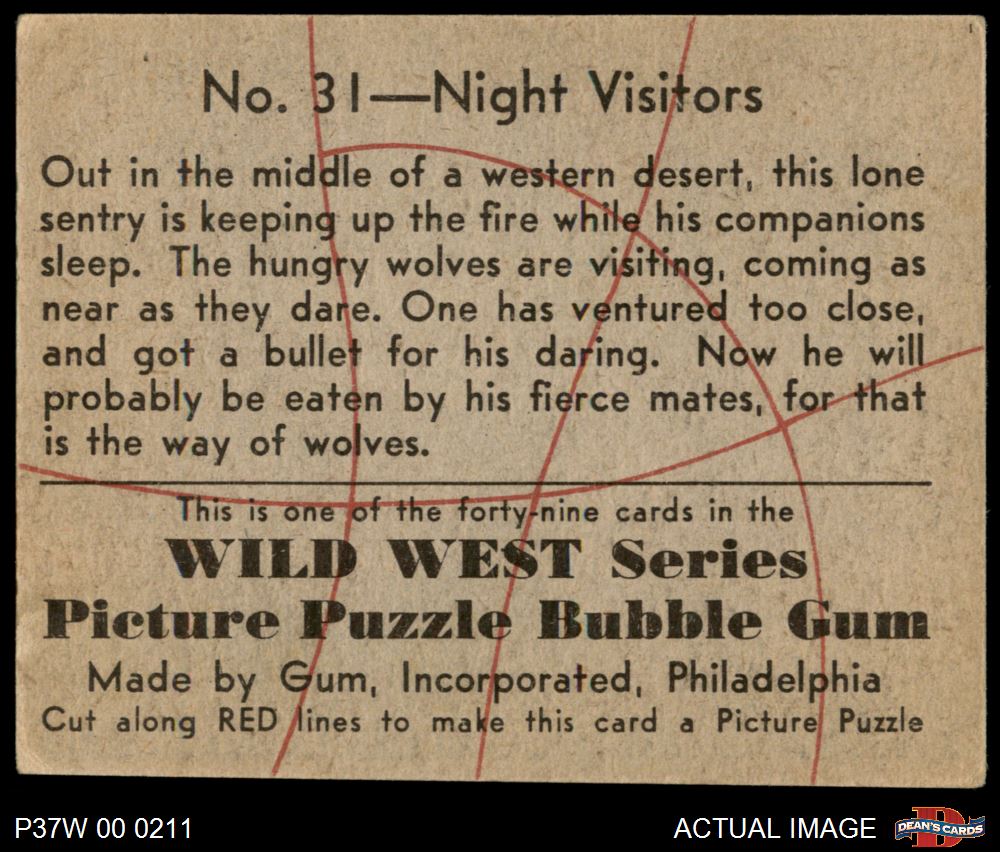 No. 31—Night Visitors
Out in the middle of a western desert, this lone
sentry is keeping up the fire while his companions
sleep. The hungry wolves are visiting, coming as
near as they dare. One has ventured too close,
and got a bullet for his daring. Now he will
probably be eaten by his fierce mates, for that
is the way of wolves.
This is one of the forty-nine cards in the
WILD WEST Series
Picture Puzzle Bubble Gum
Made by Gum, Incorporated, Philadelphia
Cut along RED lines to make this card a Picture Puzzle
P37W 00 0211
ACTUAL IMAGE
D
DEAN'S CARDS